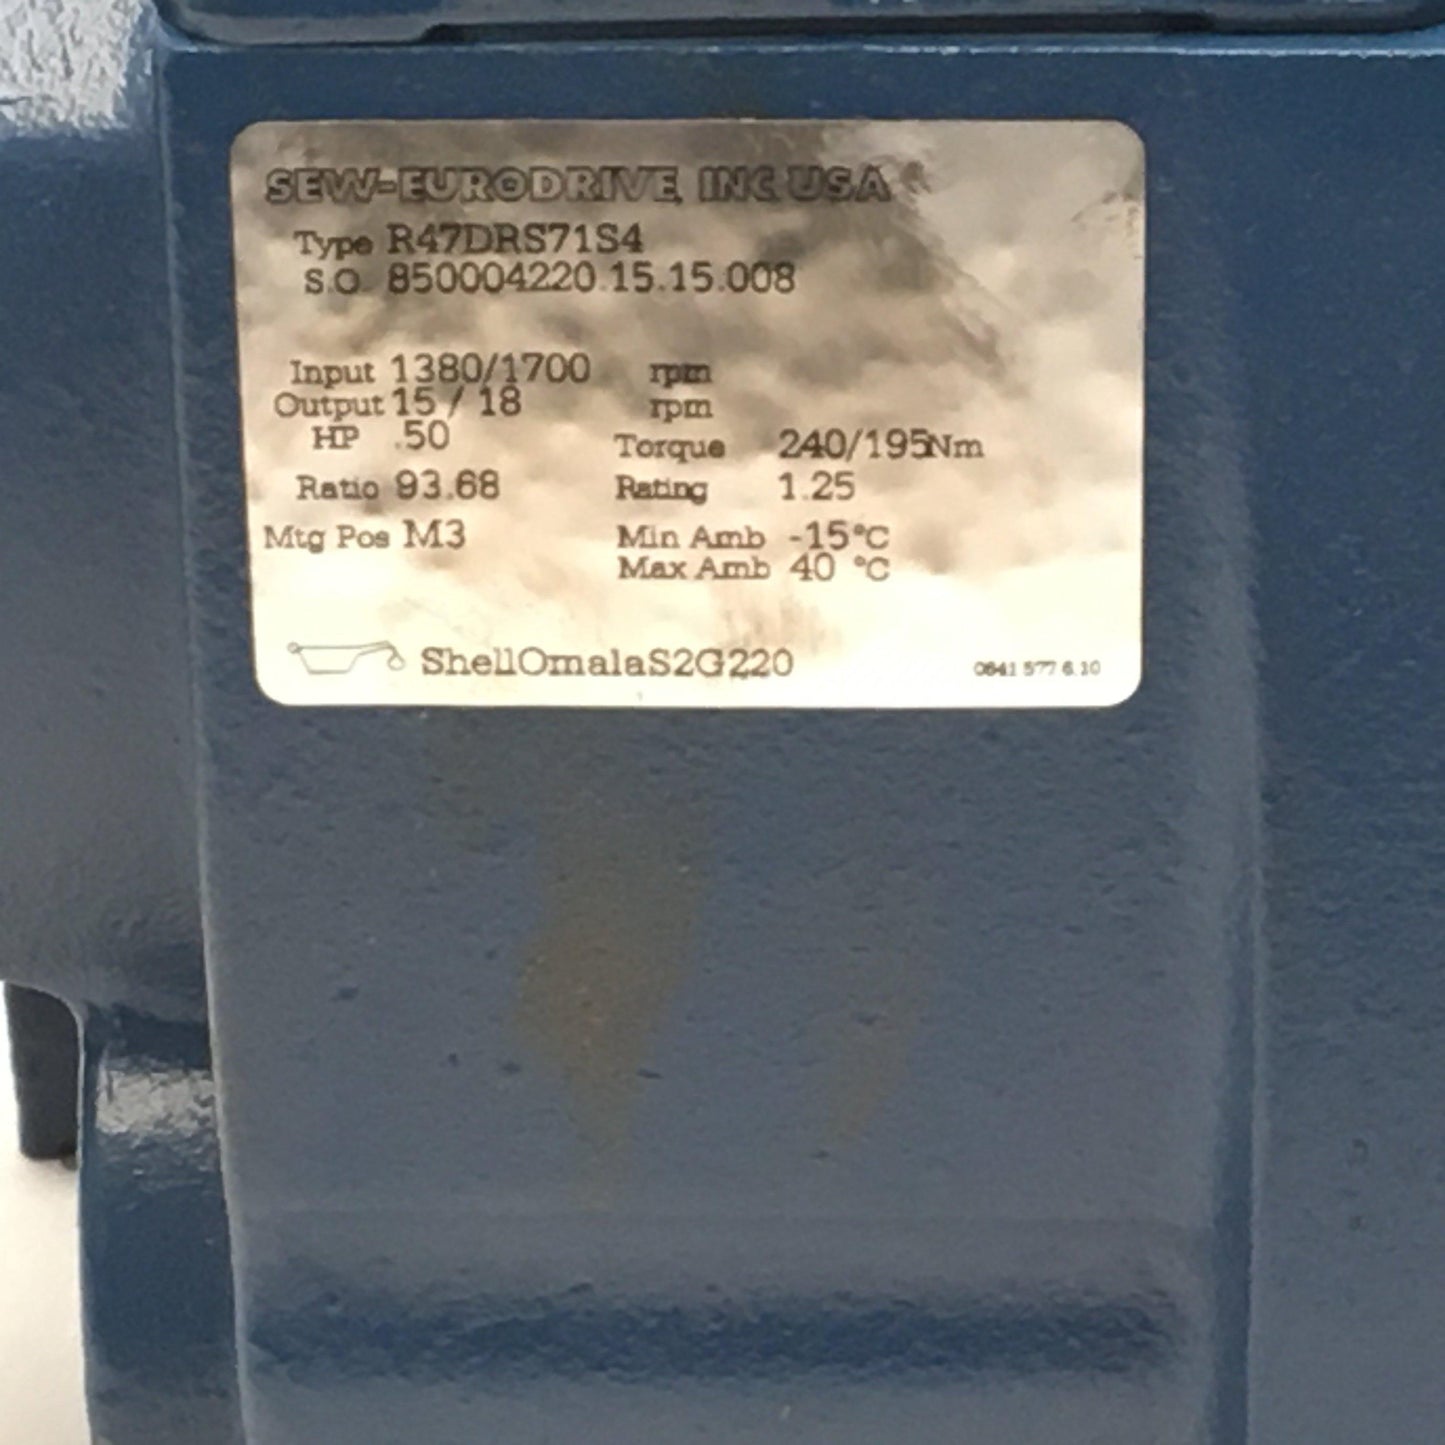 SEW-EURODRIVE, INC. USA
Type R47DRS71S4
S.O. 850004220.15.15.008
Input 1380/1700 rpm
Output 15 / 18 rpm
HP .50 Torque 240/195Nm
Ratio 93.68 Rating 1.25
Mtg Pos M3 Min Amb -15°C
Max Amb 40 °C
ShellOmalaS2G220 0641 577 6.10